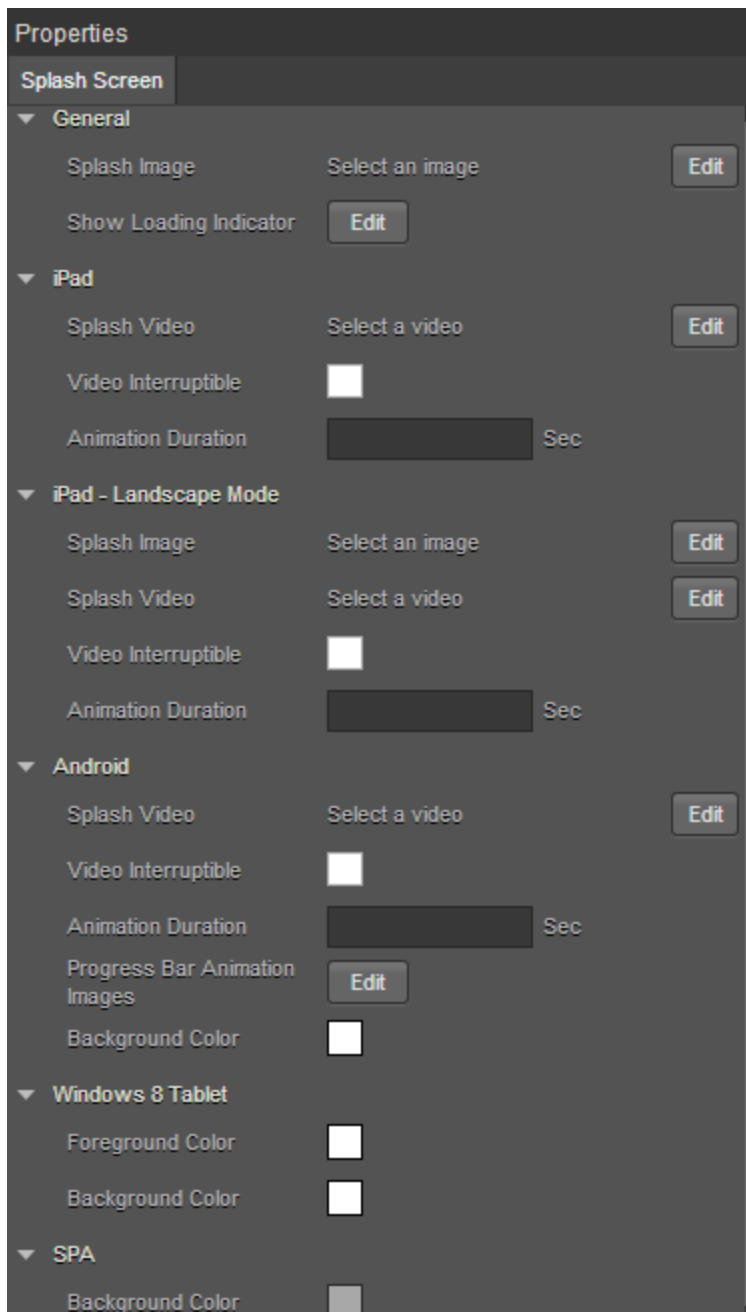 Properties
Splash Screen
General
Splash Image Select an image Edit
Show Loading Indicator Edit
iPad
Splash Video Select a video Edit
Video Interruptible
Animation Duration Sec
iPad - Landscape Mode
Splash Image Select an image Edit
Splash Video Select a video Edit
Video Interruptible
Animation Duration Sec
Android
Splash Video Select a video Edit
Video Interruptible
Animation Duration Sec
Progress Bar Animation
Images Edit
Background Color
Windows 8 Tablet
Foreground Color
Background Color
SPA
Background Color